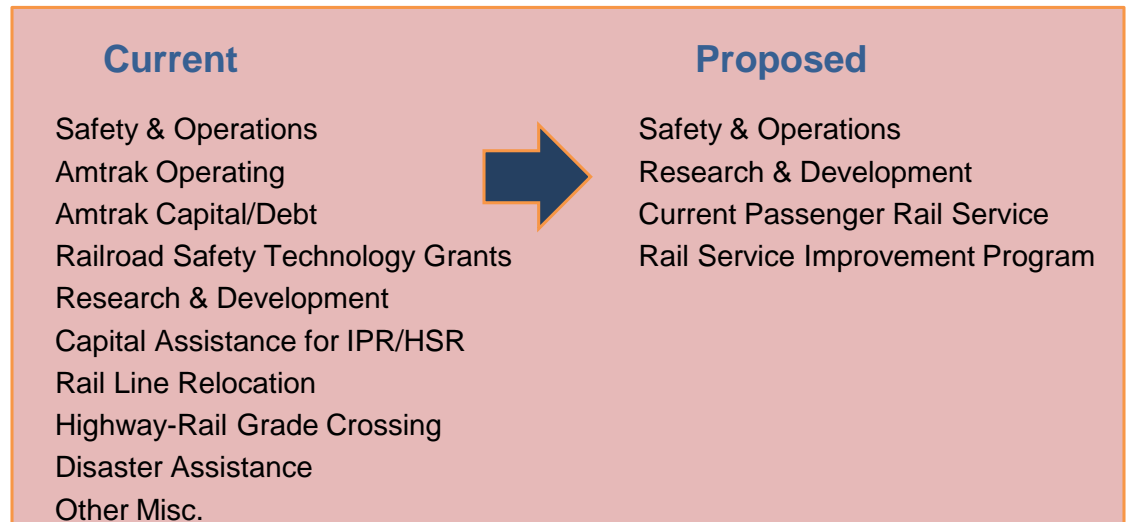 Current
Safety & Operations
Amtrak Operating
Amtrak Capital/Debt
Railroad Safety Technology Grants
Research & Development
Capital Assistance for IPR/HSR
Rail Line Relocation
Highway-Rail Grade Crossing
Disaster Assistance
Other Misc.
Proposed
Safety & Operations
Research & Development
Current Passenger Rail Service
Rail Service Improvement Program